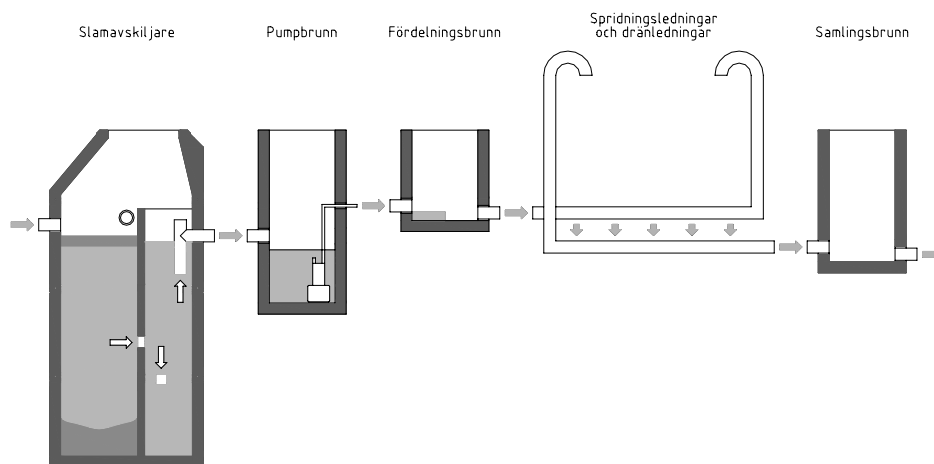 Slamavskiljare
Pumpbrunn
Fördelningsbrunn
Spridningsledningar
och dränledningar
Samlingsbrunn